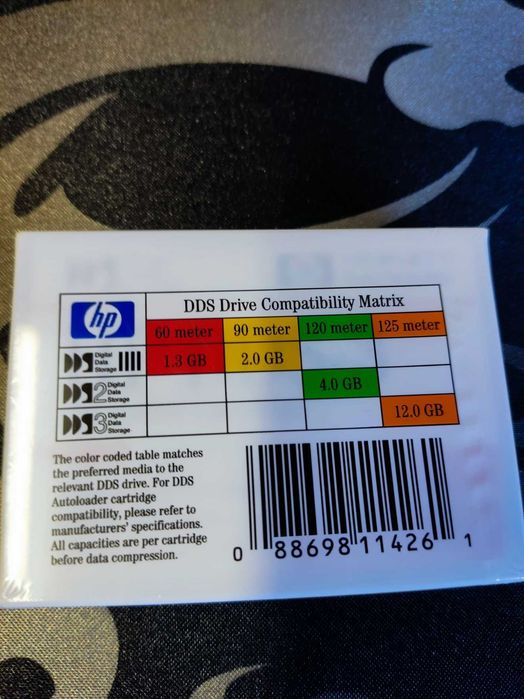 hp
DDS Drive Compatibility Matrix
60 meter 90 meter 120 meter 125 meter
DDS Digital Data Storage 1.3 GB 2.0 GB
DDS2 Digital Data Storage 4.0 GB
DDS3 Digital Data Storage 12.0 GB
The color coded table matches
the preferred media to the
relevant DDS drive. For DDS
Autoloader cartridge
compatibility, please refer to
manufacturers' specifications.
All capacities are per cartridge
before data compression.
0 88698 11426 1